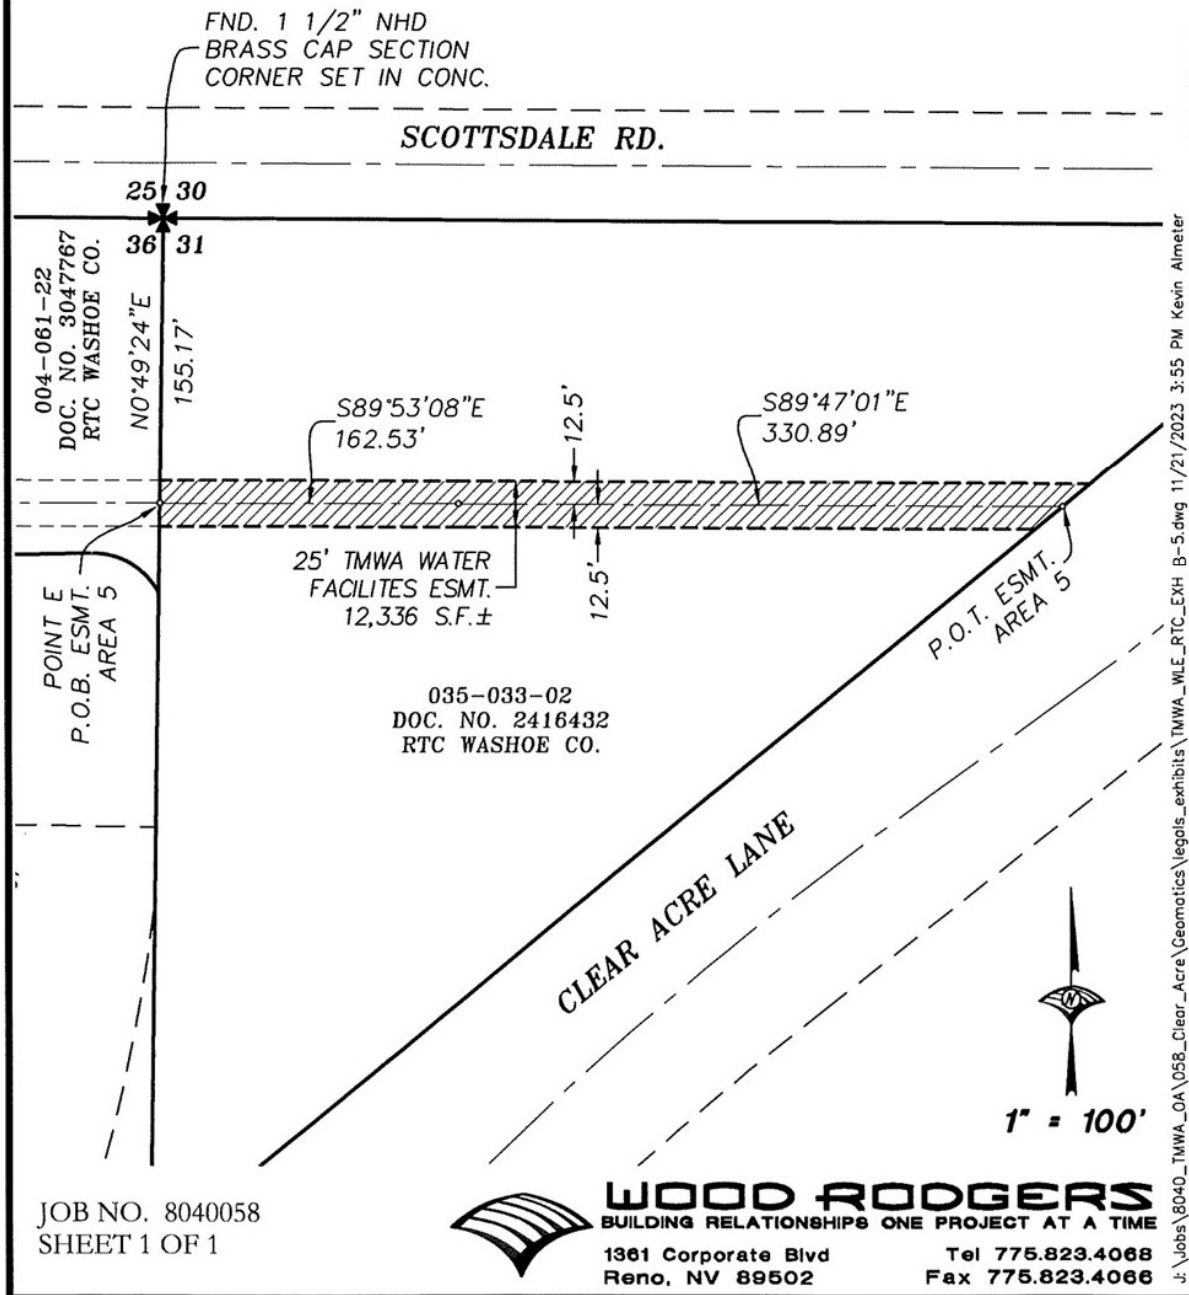 FND. 1 1/2" NHD
BRASS CAP SECTION
CORNER SET IN CONC.
SCOTTSDALE RD.
25 30
36 31
004-061-22
DOC. NO. 3047767
RTC WASHOE CO.
N0°49'24"E
155.17'
S89°53'08"E
162.53'
12.5'
S89°47'01"E
330.89'
25' TMWA WATER
FACILITES ESMT.
12,336 S.F.±
12.5'
POINT E
P.O.B. ESMT.
AREA 5
P.O.T. ESMT.
AREA 5
035-033-02
DOC. NO. 2416432
RTC WASHOE CO.
CLEAR ACRE LANE
N
1" = 100'
JOB NO. 8040058
SHEET 1 OF 1
WOOD RODGERS
BUILDING RELATIONSHIPS ONE PROJECT AT A TIME
1361 Corporate Blvd
Reno, NV 89502
Tel 775.823.4068
Fax 775.823.4066
J:\Jobs\8040_TMWA_OA\058_Clear_Acre\Geomatics\legals_exhibits\TMWA_WLE_RTC_EXH B-5.dwg 11/21/2023 3:55 PM Kevin Almeter